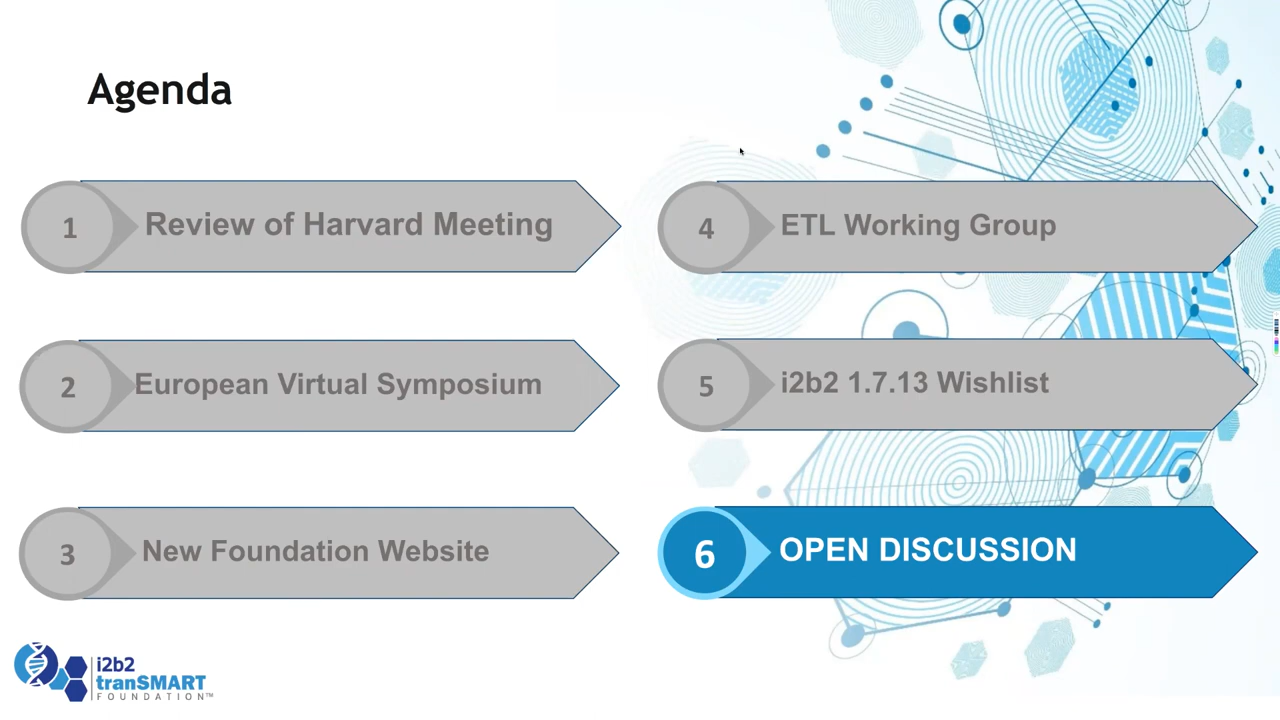 Agenda
1 Review of Harvard Meeting
2 European Virtual Symposium
3 New Foundation Website
4 ETL Working Group
5 i2b2 1.7.13 Wishlist
6 OPEN DISCUSSION
i2b2
tranSMART
FOUNDATION™